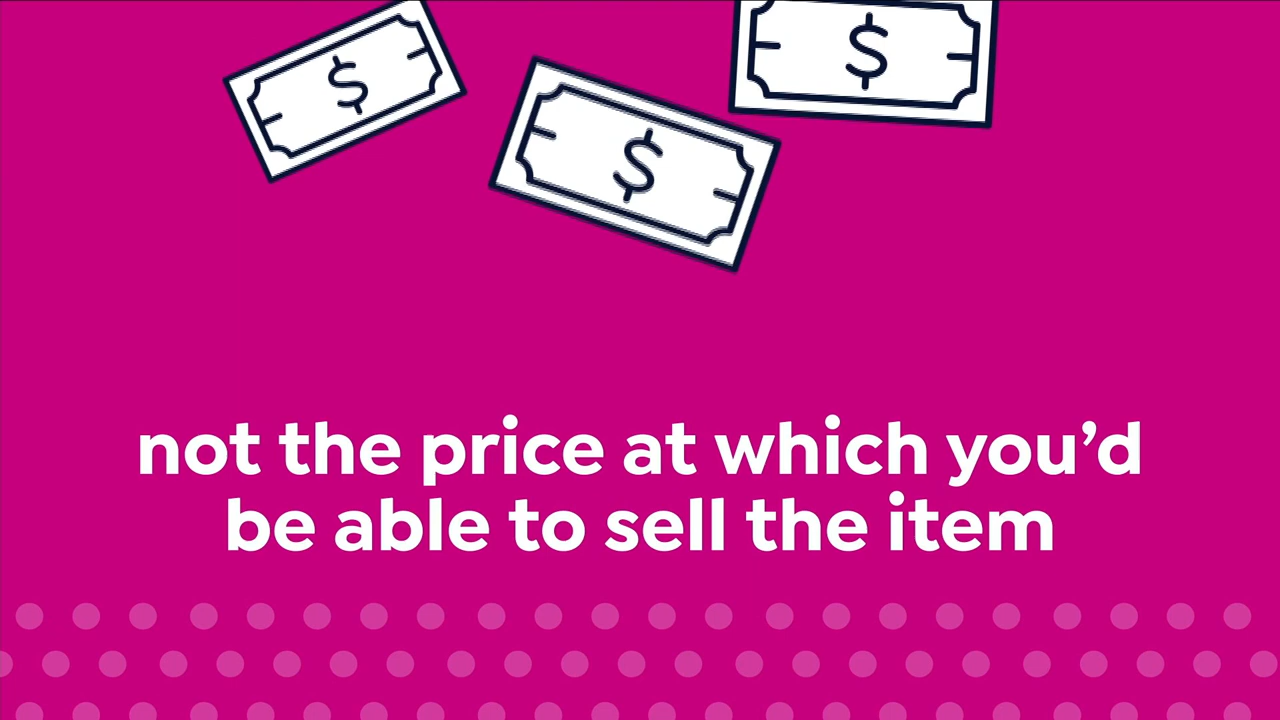 $
$
$
not the price at which you’d
be able to sell the item